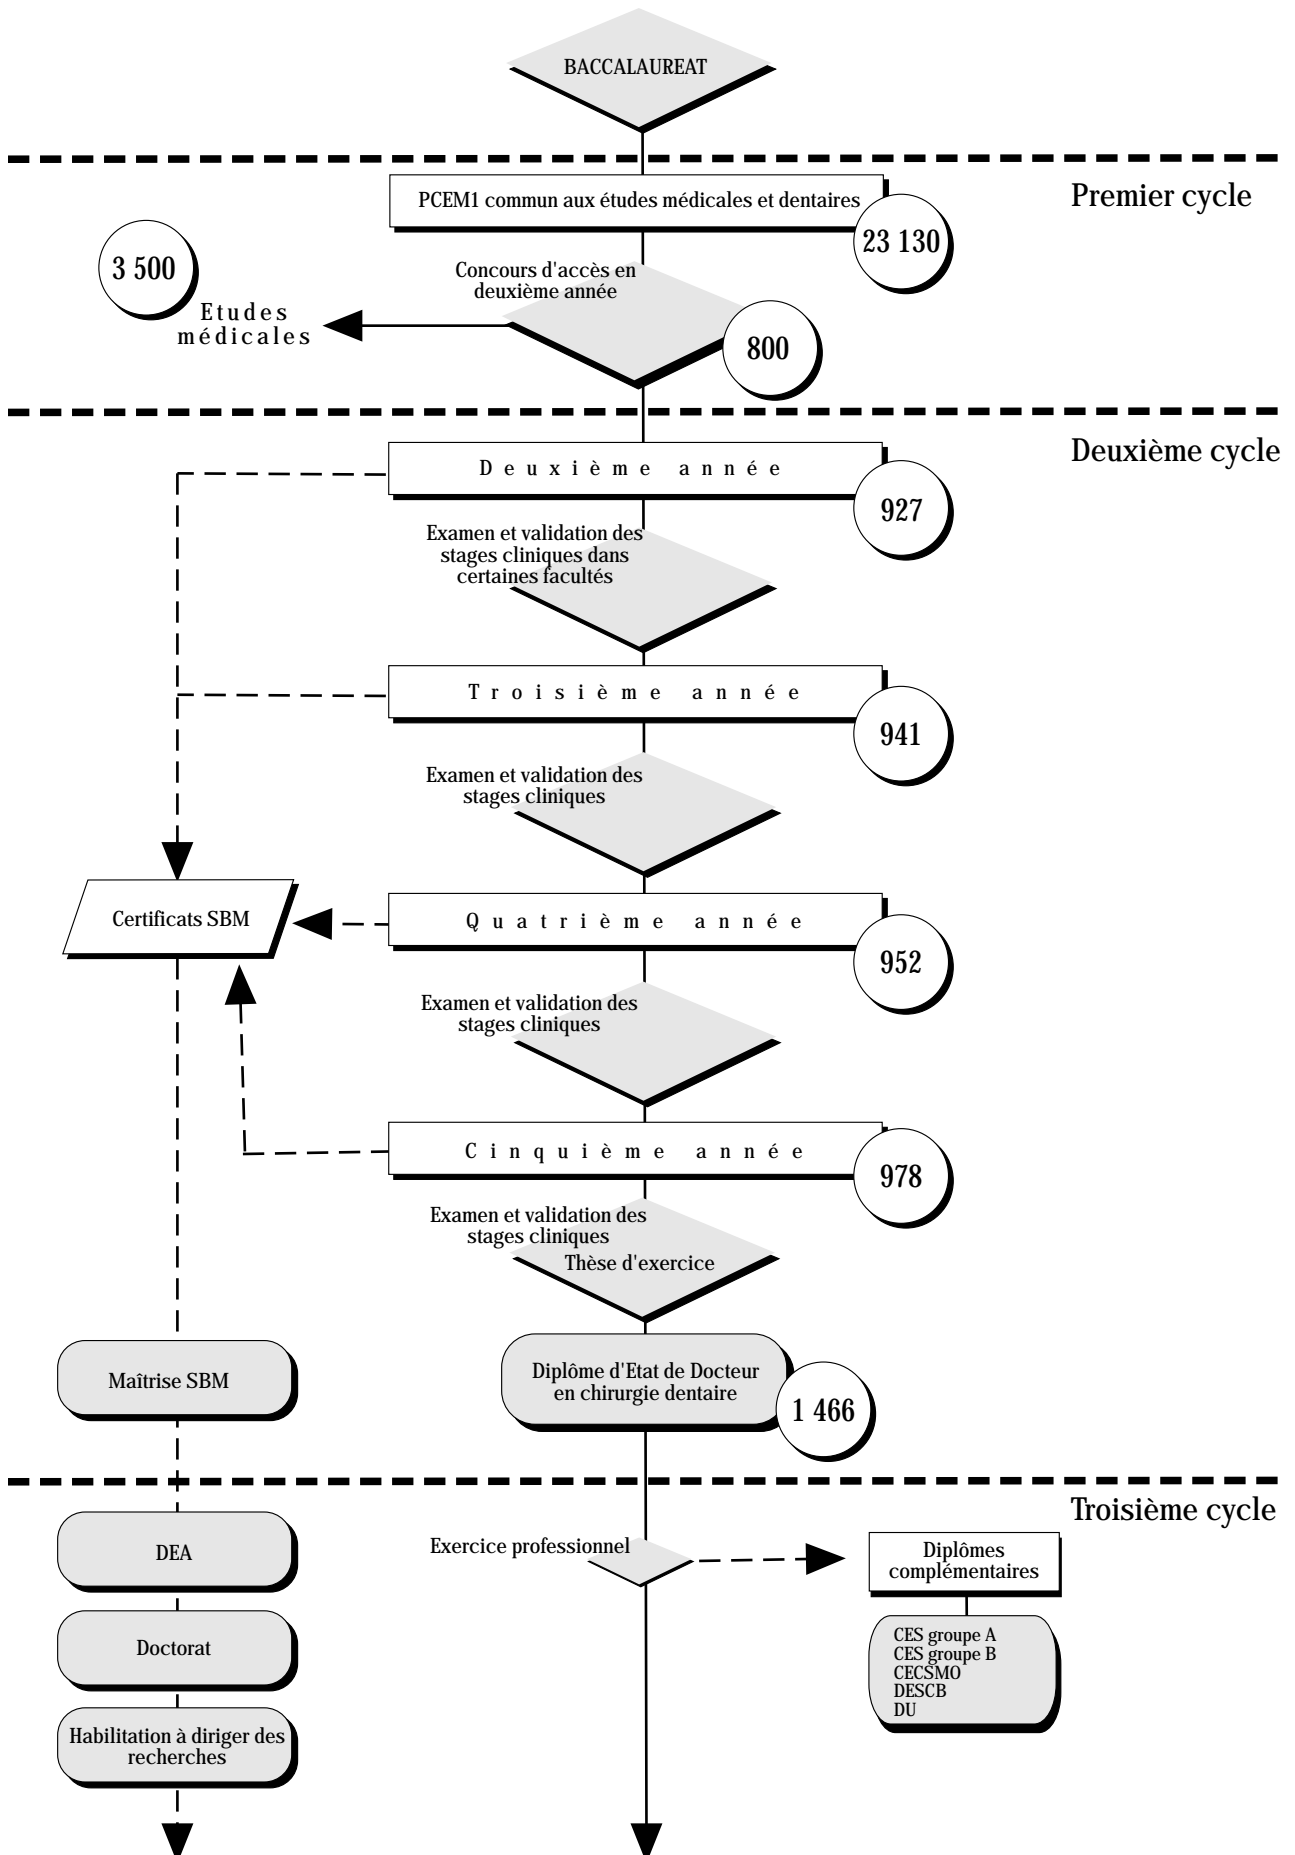 BACCALAUREAT
Premier cycle
PCEM1 commun aux études médicales et dentaires
23 130
3 500
Concours d'accès en
deuxième année
Etudes
médicales
800
Deuxième cycle
Deuxième année
927
Examen et validation des
stages cliniques dans
certaines facultés
Troisième année
941
Examen et validation des
stages cliniques
Certificats SBM
Quatrième année
952
Examen et validation des
stages cliniques
Cinquième année
978
Examen et validation des
stages cliniques
Thèse d'exercice
Maîtrise SBM
Diplôme d'Etat de Docteur
en chirurgie dentaire
1 466
Troisième cycle
DEA
Exercice professionnel
Diplômes
complémentaires
Doctorat
CES groupe A
CES groupe B
CECSMO
DESCB
DU
Habilitation à diriger des
recherches